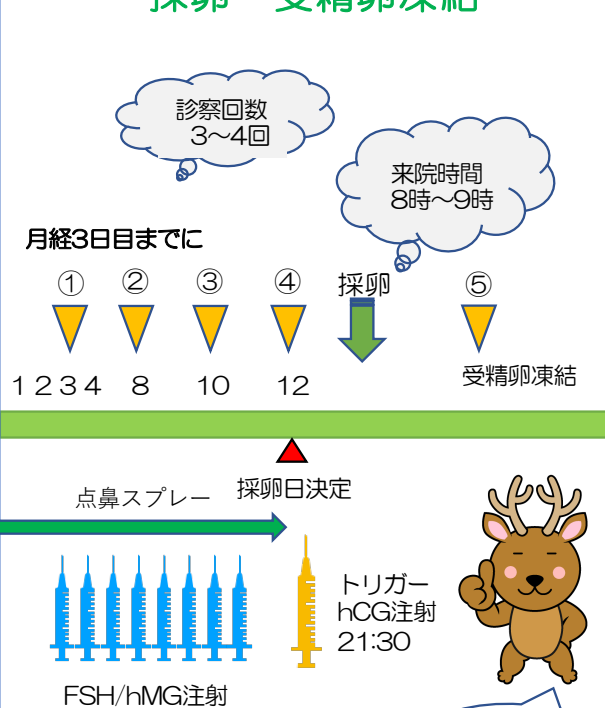 採卵 受精卵凍結
診察回数
3～4回
来院時間
8時～9時
月経3日目までに
① ② ③ ④ 採卵 ⑤
1 2 3 4 8 10 12 受精卵凍結
採卵日決定
点鼻スプレー
トリガー
hCG注射
21:30
FSH/hMG注射